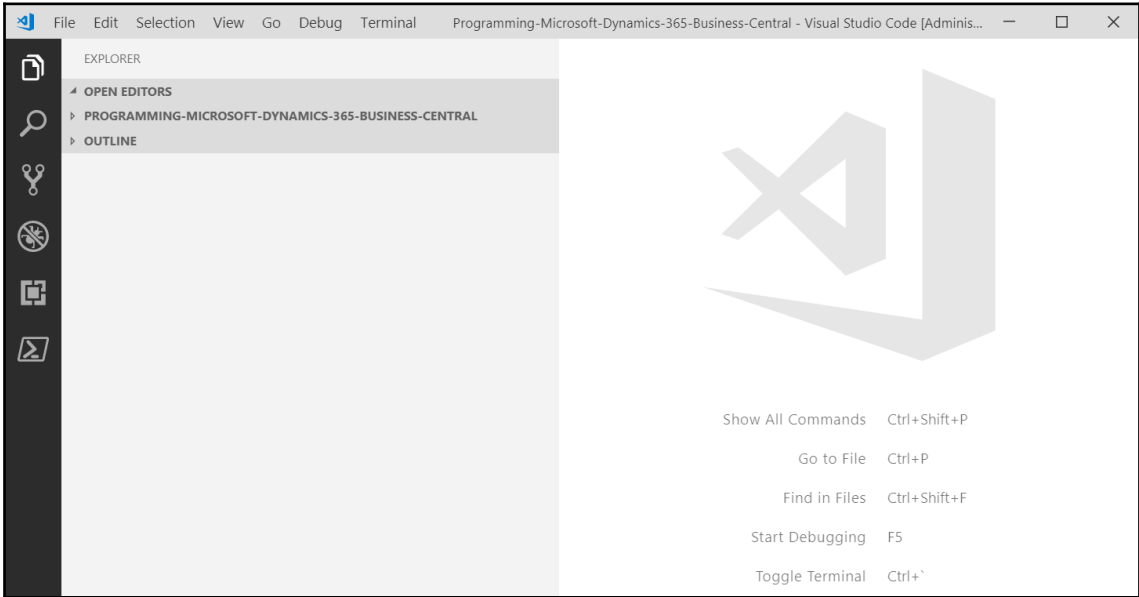 File Edit Selection View Go Debug Terminal Programming-Microsoft-Dynamics-365-Business-Central - Visual Studio Code [Adminis...
EXPLORER
OPEN EDITORS
PROGRAMMING-MICROSOFT-DYNAMICS-365-BUSINESS-CENTRAL
OUTLINE
Show All Commands Ctrl+Shift+P
Go to File Ctrl+P
Find in Files Ctrl+Shift+F
Start Debugging F5
Toggle Terminal Ctrl+`